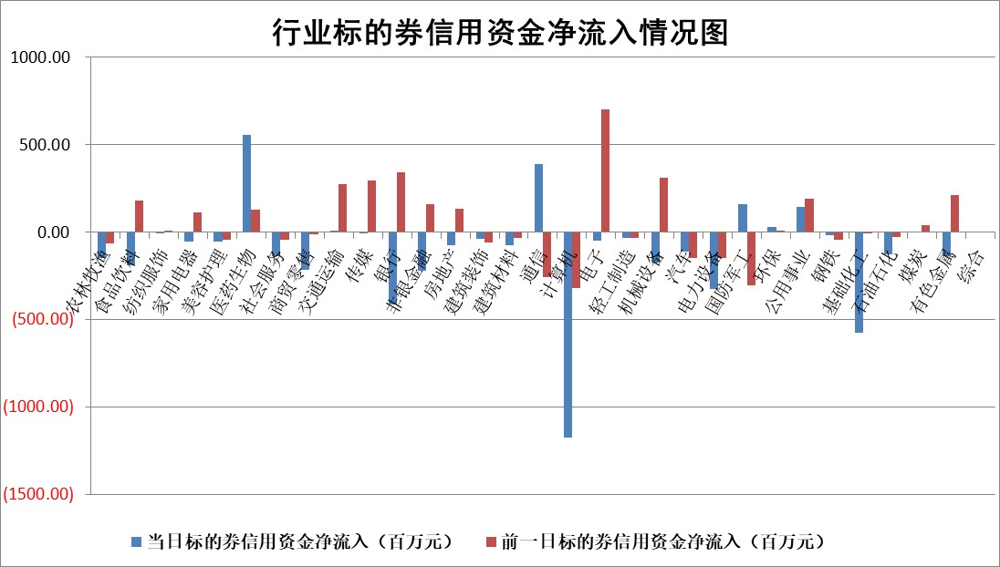 行业标的券信用资金净流入情况图
1000.00
500.00
0.00
(500.00)
(1000.00)
(1500.00)
农林牧渔
食品饮料
纺织服饰
家用电器
美容护理
医药生物
社会服务
商贸零售
交通运输
传媒
银行
非银金融
房地产
建筑装饰
建筑材料
通信
计算机
电子
轻工制造
机械设备
汽车
电力设备
国防军工
环保
公用事业
钢铁
基础化工
石油石化
煤炭
有色金属
综合
当日标的券信用资金净流入（百万元）
前一日标的券信用资金净流入（百万元）